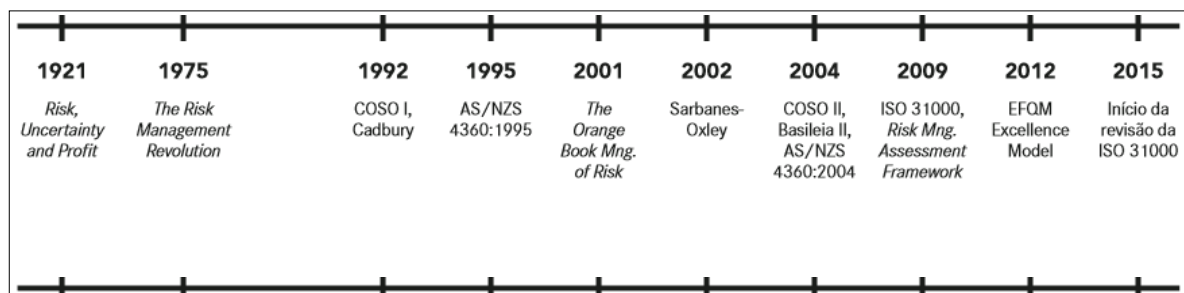 1921
Risk,
Uncertainty
and Profit
1975
The Risk
Management
Revolution
1992
COSO I,
Cadbury
1995
AS/NZS
4360:1995
2001
The
Orange
Book Mng.
of Risk
2002
Sarbanes-
Oxley
2004
COSO II,
Basileia II,
AS/NZS
4360:2004
2009
ISO 31000,
Risk Mng.
Assessment
Framework
2012
EFQM
Excellence
Model
2015
Início da
revisão da
ISO 31000